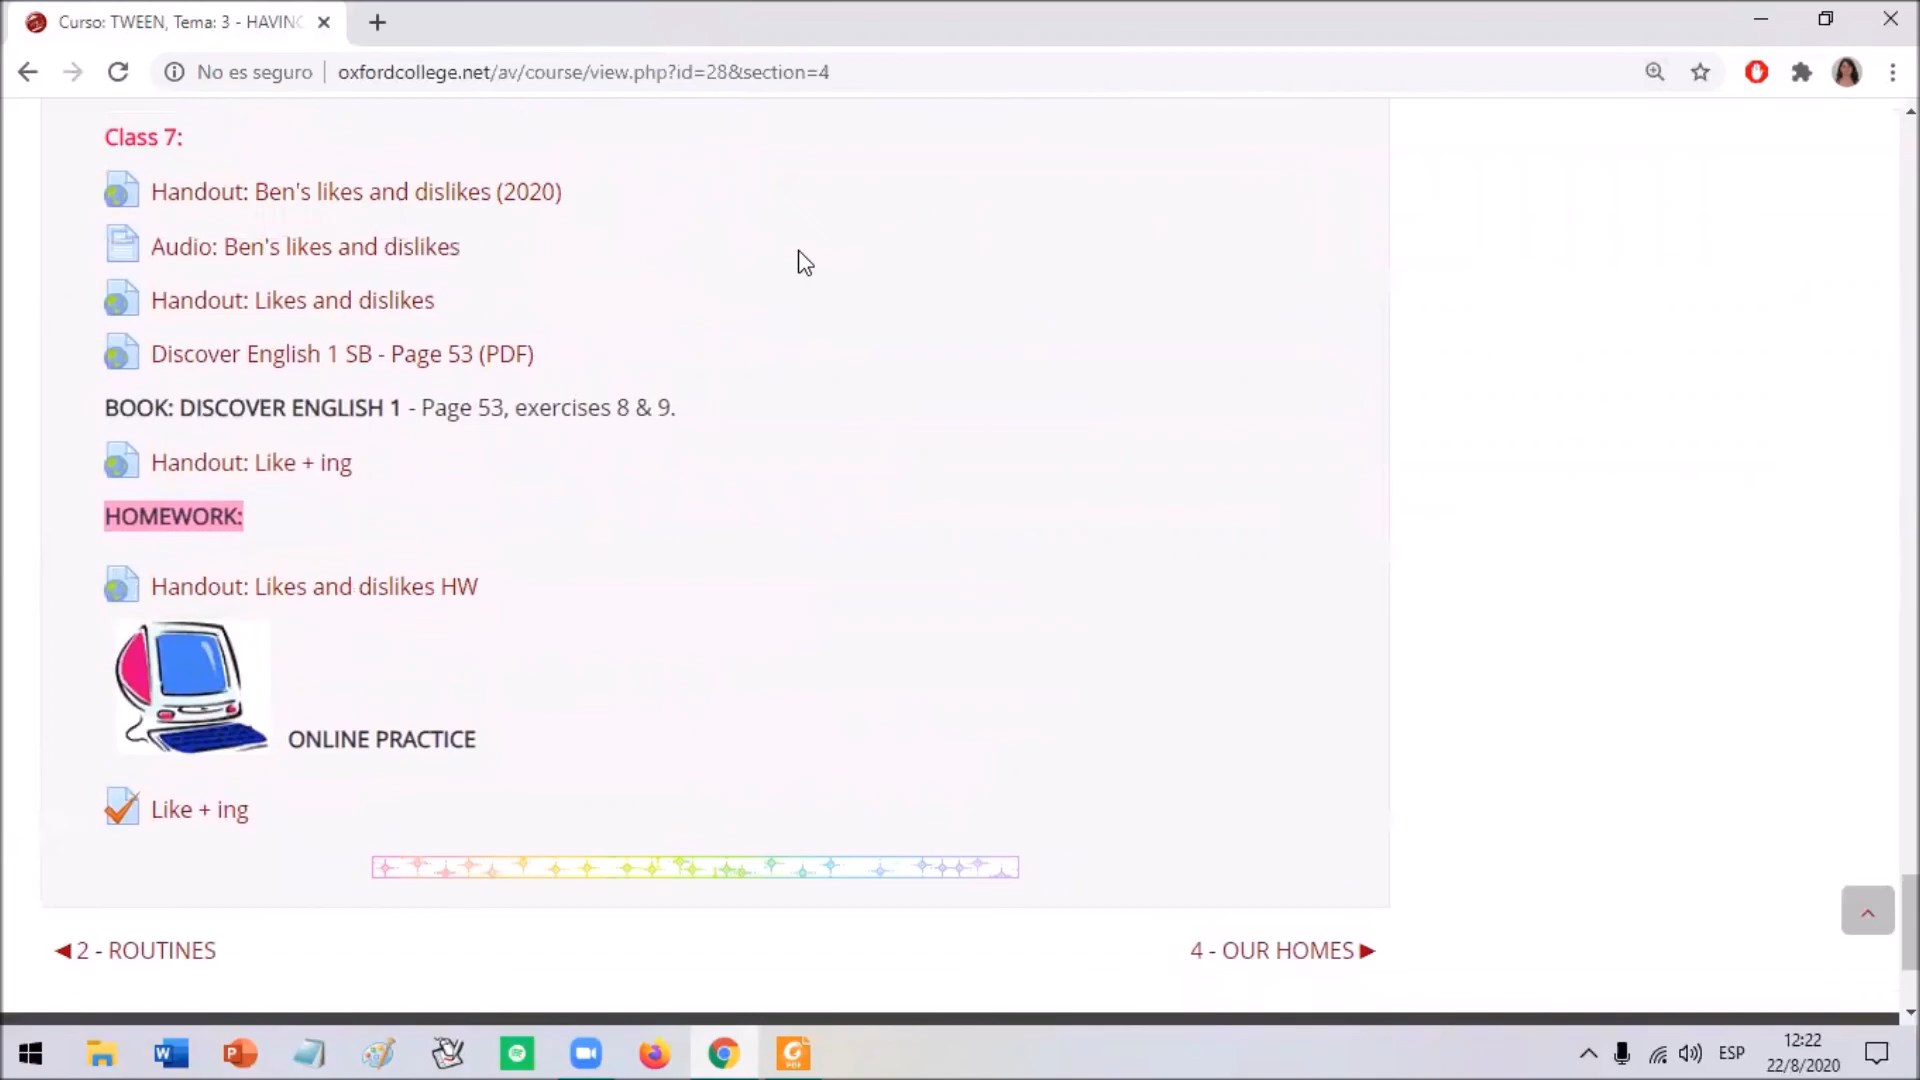 Curso: TWEEN, Tema: 3 - HAVING
No es seguro
oxfordcollege.net/av/course/view.php?id=28&section=4
Class 7:
Handout: Ben's likes and dislikes (2020)
Audio: Ben's likes and dislikes
Handout: Likes and dislikes
Discover English 1 SB - Page 53 (PDF)
BOOK: DISCOVER ENGLISH 1 - Page 53, exercises 8 & 9.
Handout: Like + ing
HOMEWORK:
Handout: Likes and dislikes HW
ONLINE PRACTICE
Like + ing
◀2 - ROUTINES
4 - OUR HOMES▶
ESP
12:22
22/8/2020